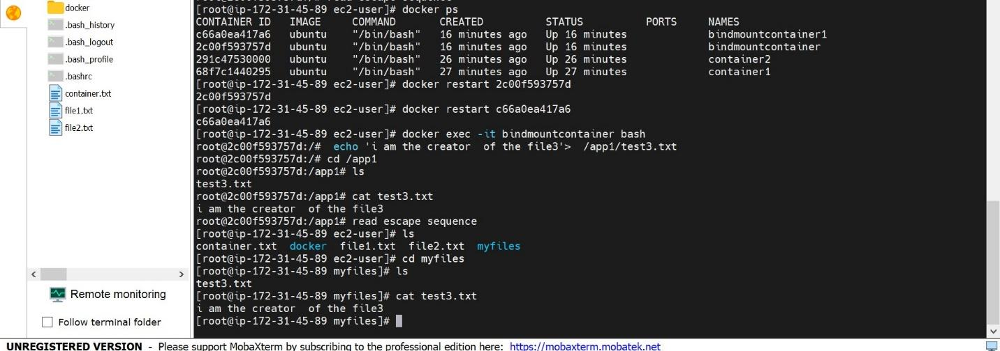 docker
.bash_history
.bash_logout
.bash_profile
.bashrc
container.txt
file1.txt
file2.txt
Remote monitoring
Follow terminal folder
[root@ip-172-31-45-89 ec2-user]# docker ps
CONTAINER ID   IMAGE     COMMAND       CREATED          STATUS          PORTS     NAMES
c66a0ea417a6   ubuntu    "/bin/bash"   16 minutes ago   Up 16 minutes             bindmountcontainer1
2c00f593757d   ubuntu    "/bin/bash"   16 minutes ago   Up 16 minutes             bindmountcontainer
291c47530000   ubuntu    "/bin/bash"   26 minutes ago   Up 26 minutes             container2
68f7c1440295   ubuntu    "/bin/bash"   27 minutes ago   Up 27 minutes             container1
[root@ip-172-31-45-89 ec2-user]# docker restart 2c00f593757d
2c00f593757d
[root@ip-172-31-45-89 ec2-user]# docker restart c66a0ea417a6
c66a0ea417a6
[root@ip-172-31-45-89 ec2-user]# docker exec -it bindmountcontainer bash
root@2c00f593757d:/#  echo 'i am the creator  of the file3'>  /app1/test3.txt
root@2c00f593757d:/# cd /app1
root@2c00f593757d:/app1# ls
test3.txt
root@2c00f593757d:/app1# cat test3.txt
i am the creator  of the file3
root@2c00f593757d:/app1# read escape sequence
[root@ip-172-31-45-89 ec2-user]# ls
container.txt  docker  file1.txt  file2.txt  myfiles
[root@ip-172-31-45-89 ec2-user]# cd myfiles
[root@ip-172-31-45-89 myfiles]# ls
test3.txt
[root@ip-172-31-45-89 myfiles]# cat test3.txt
i am the creator  of the file3
[root@ip-172-31-45-89 myfiles]#
UNREGISTERED VERSION  -  Please support MobaXterm by subscribing to the professional edition here:  https://mobaxterm.mobatek.net